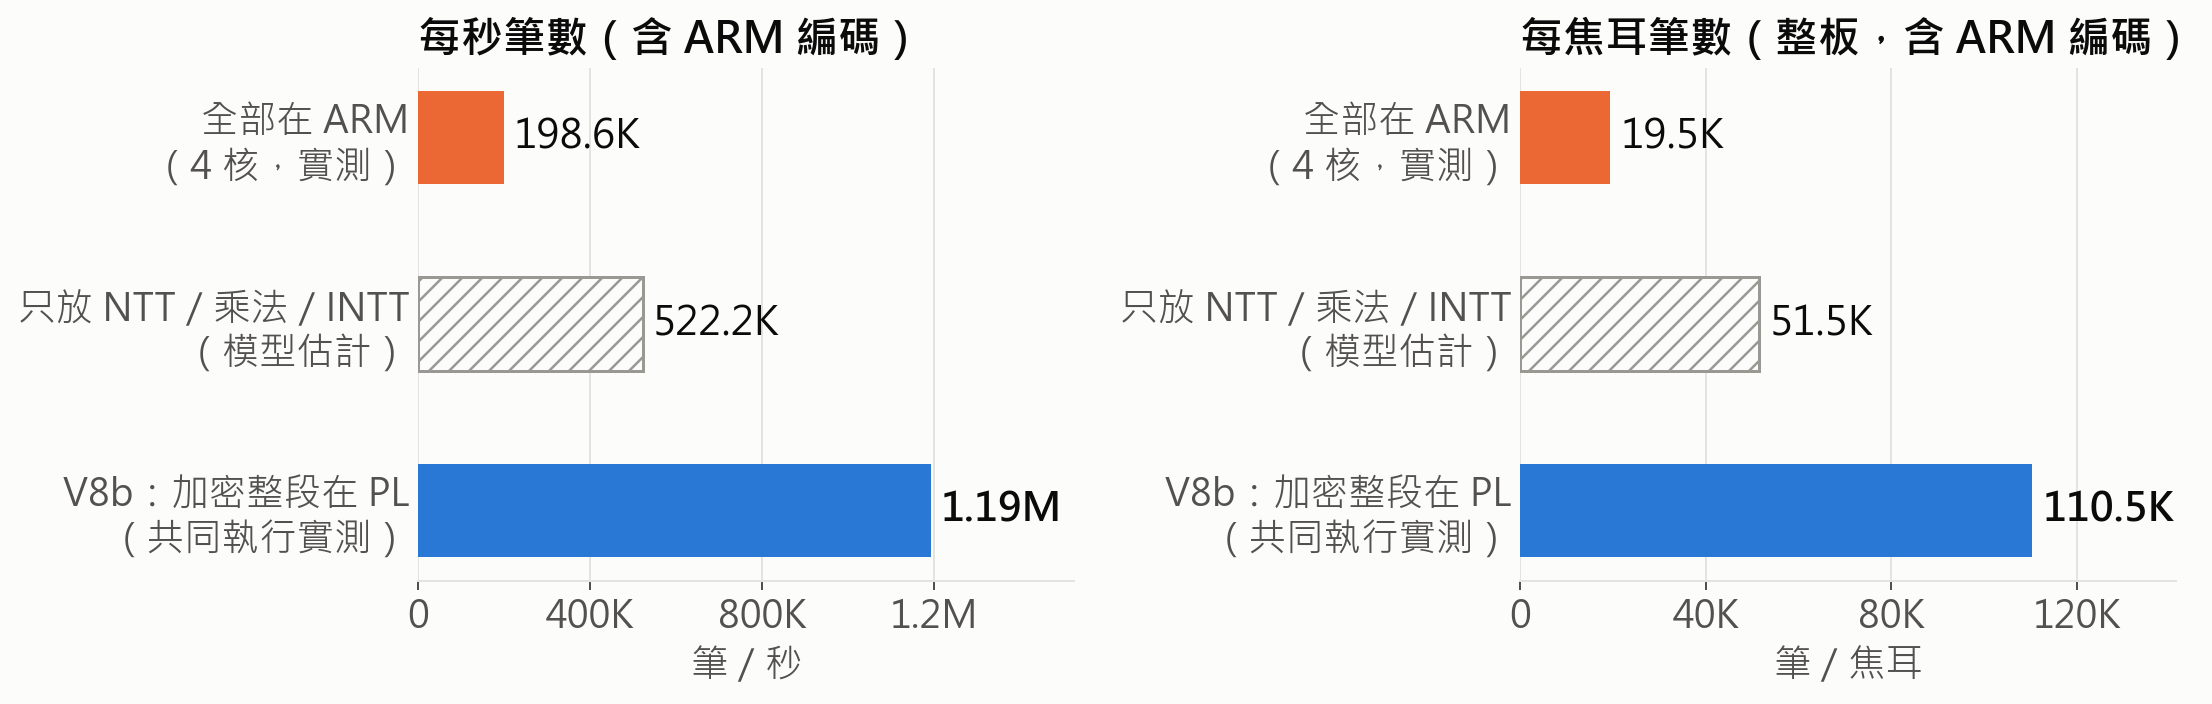 每秒筆數（含 ARM 編碼）
全部在 ARM
（4 核，實測）
198.6K
只放 NTT / 乘法 / INTT
（模型估計）
522.2K
V8b：加密整段在 PL
（共同執行實測）
1.19M
0
400K
800K
1.2M
筆 / 秒
每焦耳筆數（整板，含 ARM 編碼）
全部在 ARM
（4 核，實測）
19.5K
只放 NTT / 乘法 / INTT
（模型估計）
51.5K
V8b：加密整段在 PL
（共同執行實測）
110.5K
0
40K
80K
120K
筆 / 焦耳